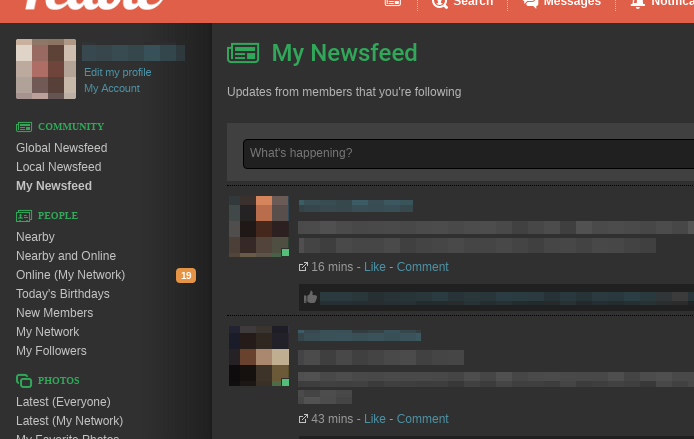 Search
Messages
Edit my profile
My Account
COMMUNITY
Global Newsfeed
Local Newsfeed
My Newsfeed
PEOPLE
Nearby
Nearby and Online
Online (My Network) 19
Today's Birthdays
New Members
My Network
My Followers
PHOTOS
Latest (Everyone)
Latest (My Network)
My Favorite Photos
My Newsfeed
Updates from members that you're following
What's happening?
16 mins - Like - Comment
43 mins - Like - Comment